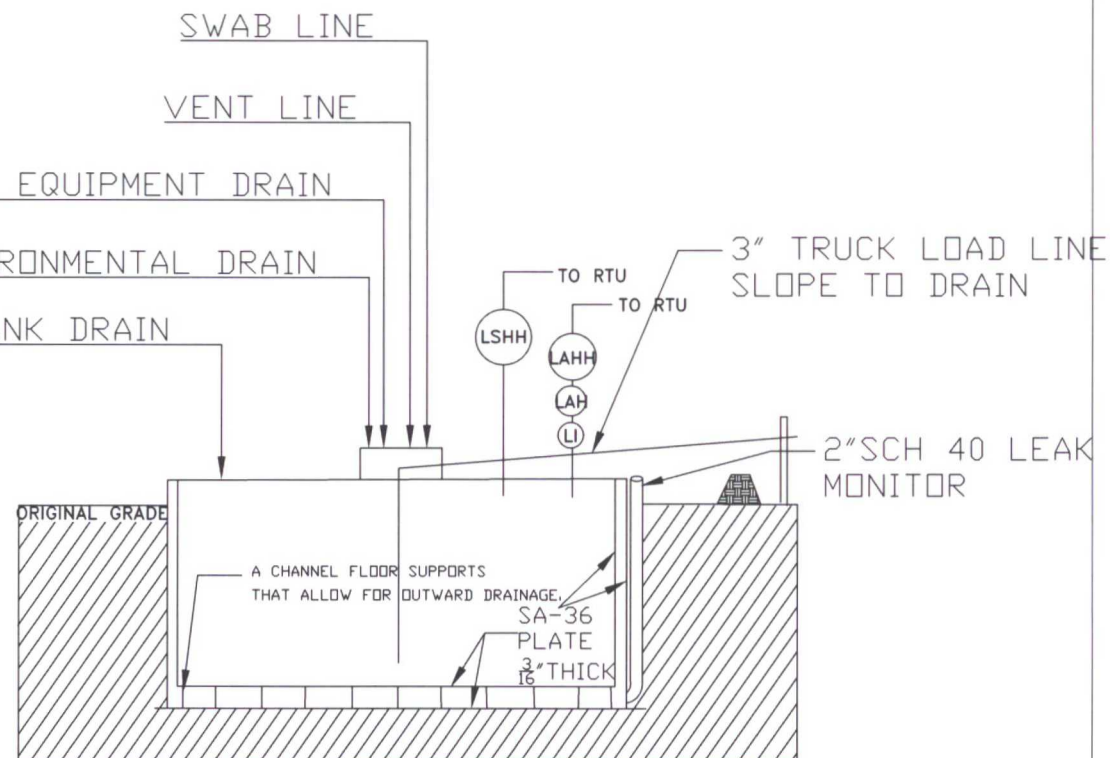 SWAB LINE
VENT LINE
EQUIPMENT DRAIN
RONMENTAL DRAIN
NK DRAIN
TO RTU
TO RTU
LSHH
LAHH
LAH
LI
3" TRUCK LOAD LINE
SLOPE TO DRAIN
2"SCH 40 LEAK
MONITOR
ORIGINAL GRADE
A CHANNEL FLOOR SUPPORTS
THAT ALLOW FOR OUTWARD DRAINAGE.
SA-36
PLATE
3/16"THICK